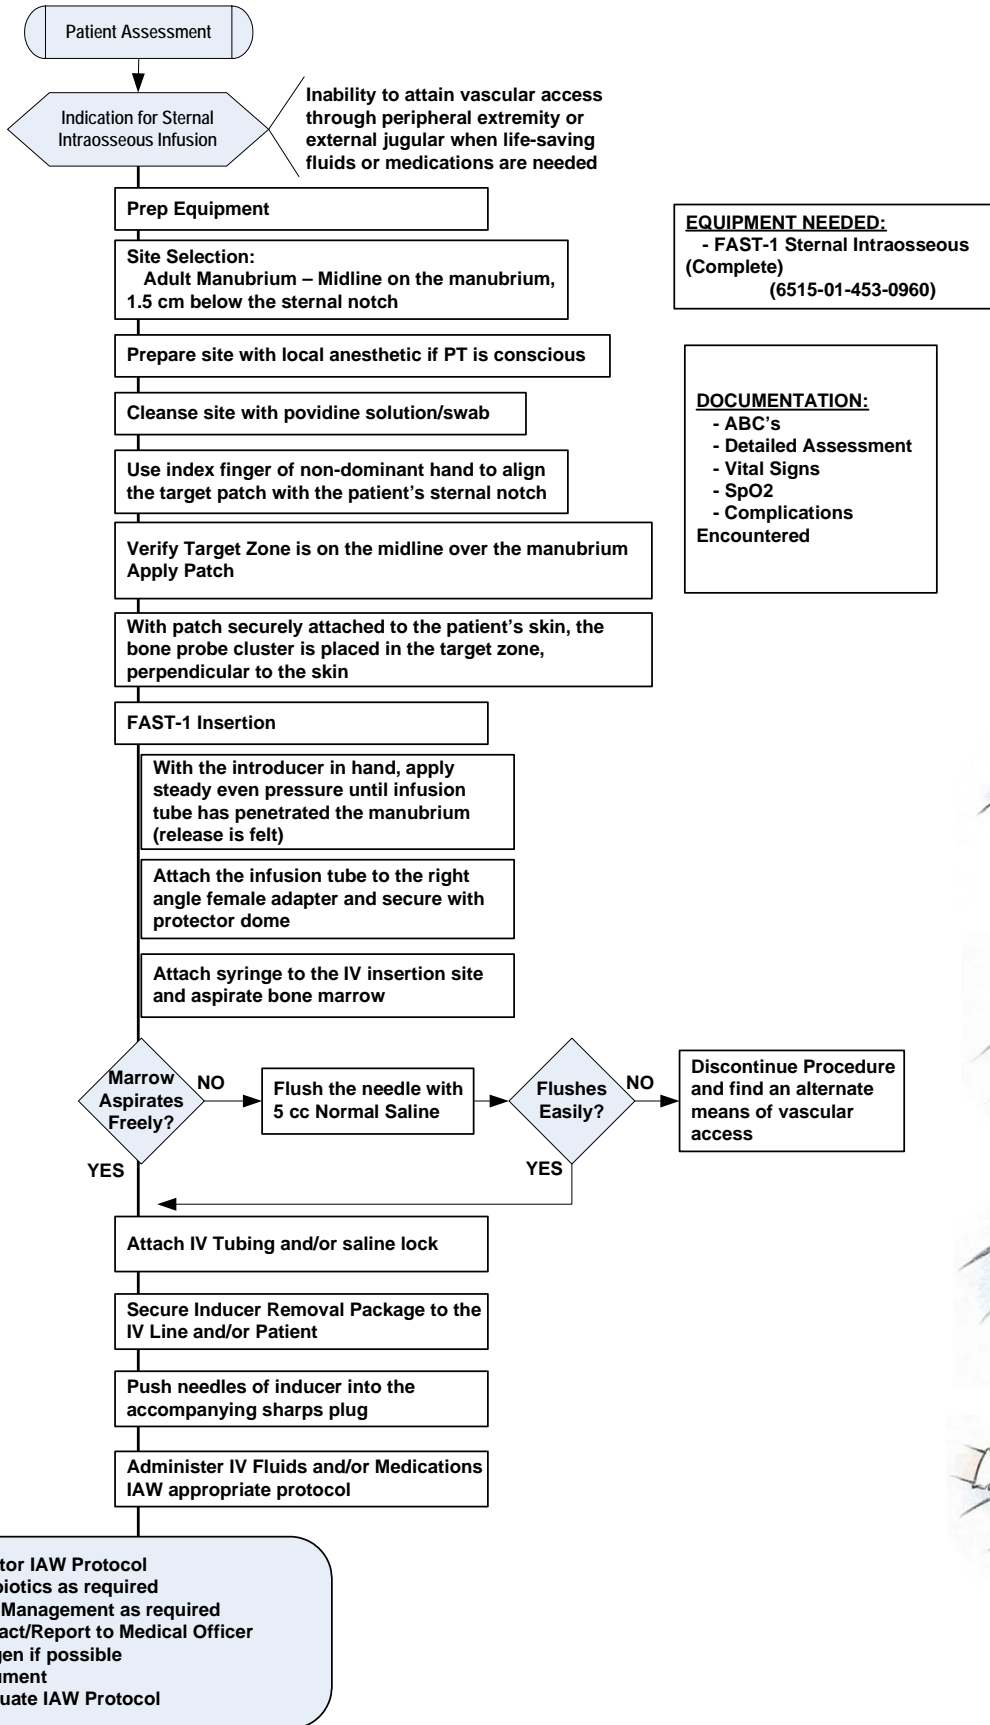 Patient Assessment
Indication for Sternal
Intraosseous Infusion
Inability to attain vascular access
through peripheral extremity or
external jugular when life-saving
fluids or medications are needed
Prep Equipment
EQUIPMENT NEEDED:
- FAST-1 Sternal Intraosseous
(Complete)
(6515-01-453-0960)
Site Selection:
Adult Manubrium – Midline on the manubrium,
1.5 cm below the sternal notch
Prepare site with local anesthetic if PT is conscious
Cleanse site with povidine solution/swab
Use index finger of non-dominant hand to align
the target patch with the patient's sternal notch
DOCUMENTATION:
- ABC's
- Detailed Assessment
- Vital Signs
- SpO2
- Complications
Encountered
Verify Target Zone is on the midline over the manubrium
Apply Patch
With patch securely attached to the patient's skin, the
bone probe cluster is placed in the target zone,
perpendicular to the skin
FAST-1 Insertion
With the introducer in hand, apply
steady even pressure until infusion
tube has penetrated the manubrium
(release is felt)
Attach the infusion tube to the right
angle female adapter and secure with
protector dome
Attach syringe to the IV insertion site
and aspirate bone marrow
Marrow
Aspirates
Freely?
NO
Flush the needle with
5 cc Normal Saline
Flushes
Easily?
NO
Discontinue Procedure
and find an alternate
means of vascular
access
YES
YES
Attach IV Tubing and/or saline lock
Secure Inducer Removal Package to the
IV Line and/or Patient
Push needles of inducer into the
accompanying sharps plug
Administer IV Fluids and/or Medications
IAW appropriate protocol
tor IAW Protocol
biotics as required
Management as required
act/Report to Medical Officer
gen if possible
ument
uate IAW Protocol